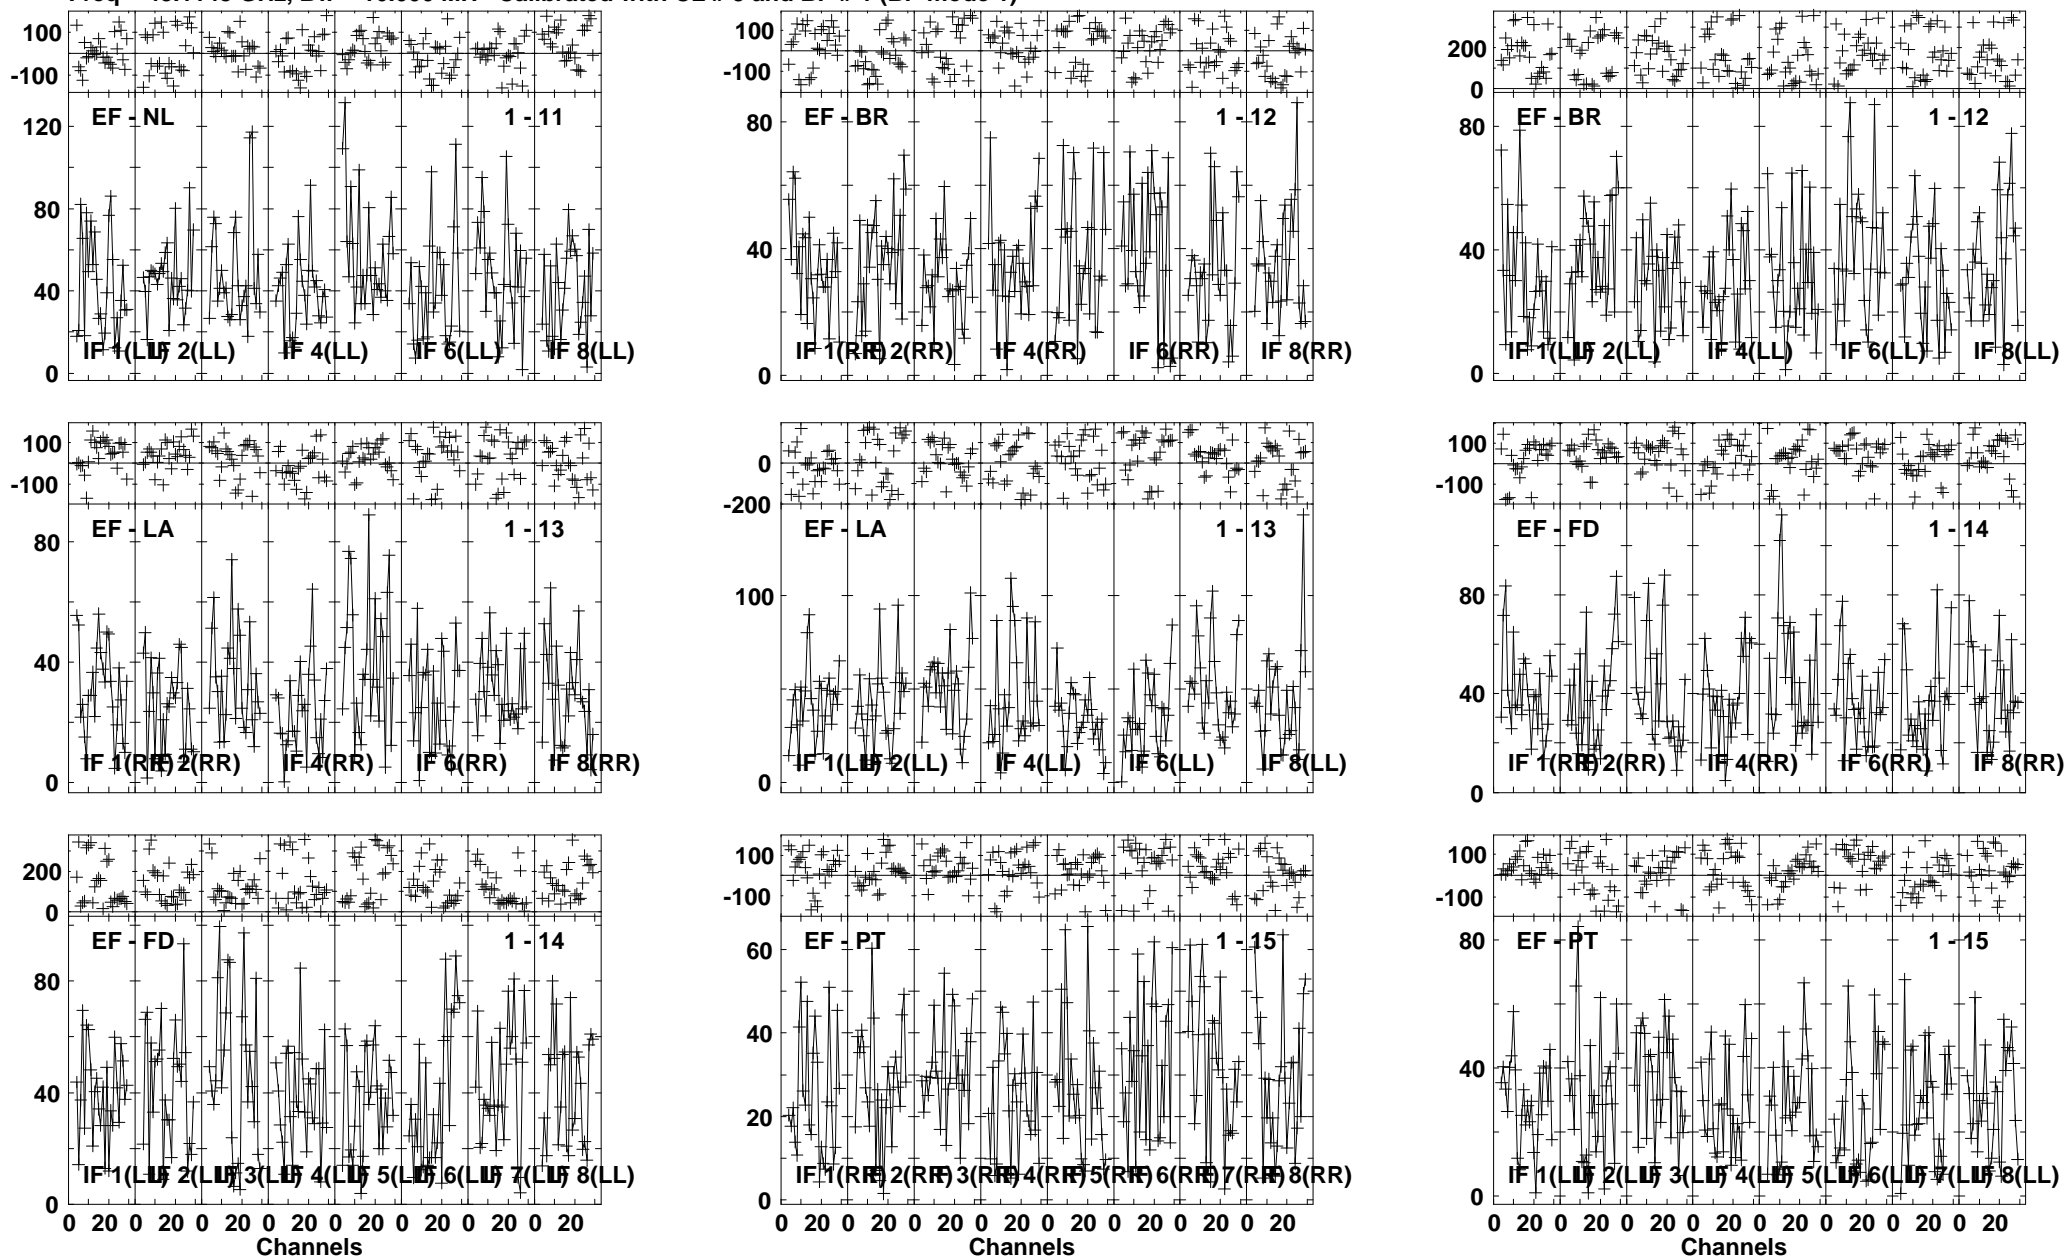 EF - NL 1 - 11
EF - BR 1 - 12
EF - BR 1 - 12
100
-100
100
-100
200
0
120
80
40
0
80
40
0
80
40
0
IF 1(LL) IF 2(LL) IF 4(LL) IF 6(LL) IF 8(LL)
IF 1(RR) IF 2(RR) IF 4(RR) IF 6(RR) IF 8(RR)
IF 1(LL) IF 2(LL) IF 4(LL) IF 6(LL) IF 8(LL)
100
-100
0
-200
100
-100
EF - LA 1 - 13
EF - LA 1 - 13
EF - FD 1 - 14
80
40
0
100
0
80
40
0
IF 1(RR) IF 2(RR) IF 4(RR) IF 6(RR) IF 8(RR)
IF 1(LL) IF 2(LL) IF 4(LL) IF 6(LL) IF 8(LL)
IF 1(RR) IF 2(RR) IF 4(RR) IF 6(RR) IF 8(RR)
200
0
100
-100
100
-100
EF - FD 1 - 14
EF - PT 1 - 15
EF - PT 1 - 15
80
40
0
60
40
20
0
80
40
0
IF 1(LL) IF 2(LL) IF 3(LL) IF 4(LL) IF 5(LL) IF 6(LL) IF 7(LL) IF 8(LL)
IF 1(RR) IF 2(RR) IF 3(RR) IF 4(RR) IF 5(RR) IF 6(RR) IF 7(RR) IF 8(RR)
IF 1(LL) IF 2(LL) IF 3(LL) IF 4(LL) IF 5(LL) IF 6(LL) IF 7(LL) IF 8(LL)
0 20 0 20 0 20 0 20 0 20 0 20 0 20 0 20
0 20 0 20 0 20 0 20 0 20 0 20 0 20 0 20
0 20 0 20 0 20 0 20 0 20 0 20 0 20 0 20
Channels
Channels